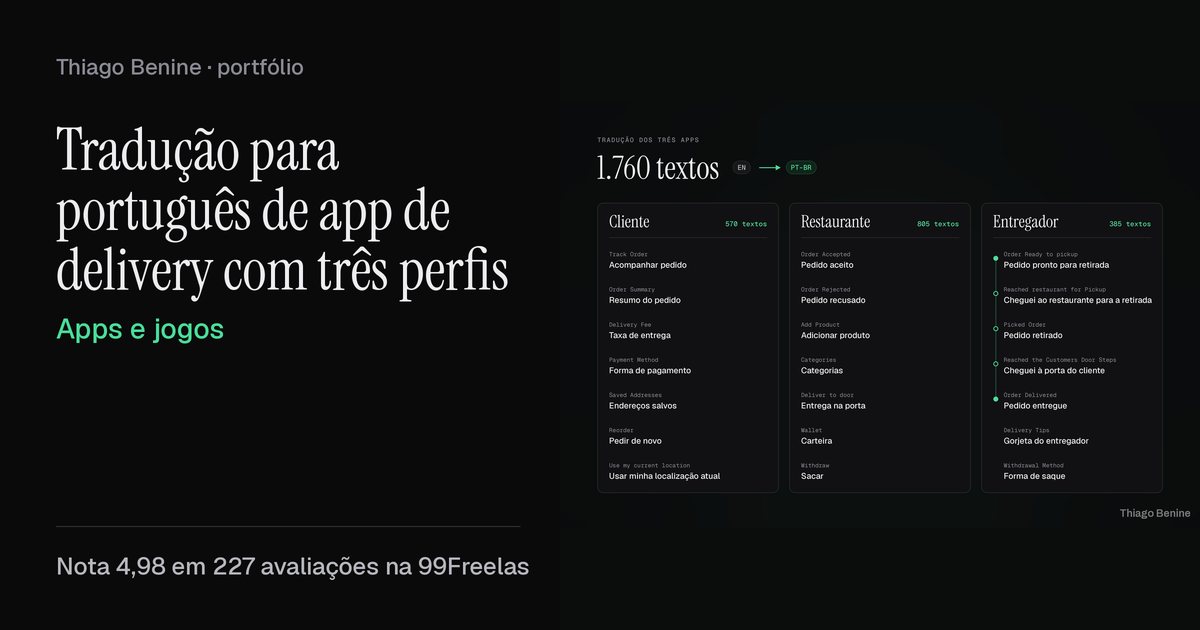 Thiago Benine · portfólio
Tradução para
português de app de
delivery com três perfis
Apps e jogos
Nota 4,98 em 227 avaliações na 99Freelas
TRADUÇÃO DOS TRÊS APPS
1.760 textos EN PT-BR
Cliente 570 textos
Track Order
Acompanhar pedido
Order Summary
Resumo do pedido
Delivery Fee
Taxa de entrega
Payment Method
Forma de pagamento
Saved Addresses
Endereços salvos
Reorder
Pedir de novo
Use my current location
Usar minha localização atual
Restaurante 805 textos
Order Accepted
Pedido aceito
Order Rejected
Pedido recusado
Add Product
Adicionar produto
Categories
Categorias
Deliver to door
Entrega na porta
Wallet
Carteira
Withdraw
Sacar
Entregador 385 textos
Order Ready to pickup
Pedido pronto para retirada
Reached restaurant for Pickup
Cheguei ao restaurante para a retirada
Picked Order
Pedido retirado
Reached the Customers Door Steps
Cheguei à porta do cliente
Order Delivered
Pedido entregue
Delivery Tips
Gorjeta do entregador
Withdrawal Method
Forma de saque
Thiago Benine